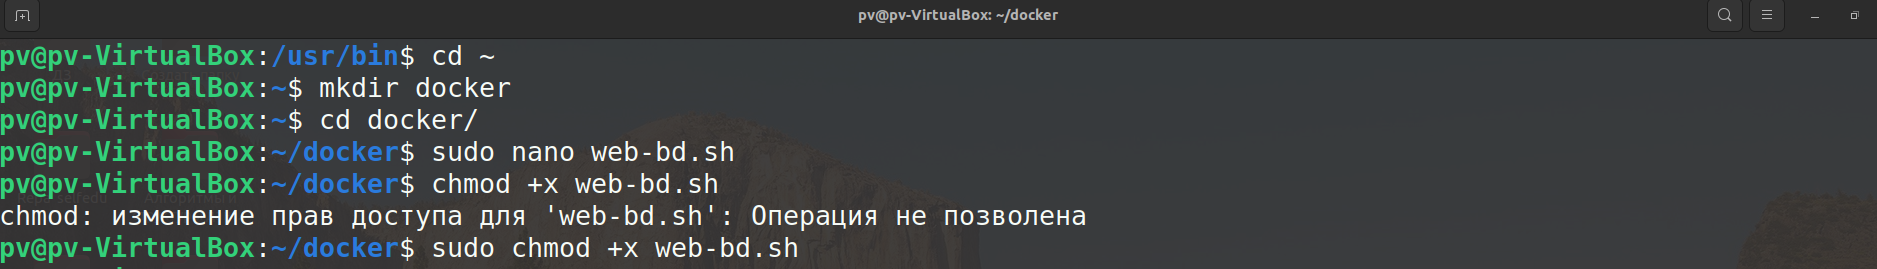 pv@pv-VirtualBox: ~/docker
pv@pv-VirtualBox:/usr/bin$ cd ~
pv@pv-VirtualBox:~$ mkdir docker
pv@pv-VirtualBox:~$ cd docker/
pv@pv-VirtualBox:~/docker$ sudo nano web-bd.sh
pv@pv-VirtualBox:~/docker$ chmod +x web-bd.sh
chmod: изменение прав доступа для 'web-bd.sh': Операция не позволена
pv@pv-VirtualBox:~/docker$ sudo chmod +x web-bd.sh